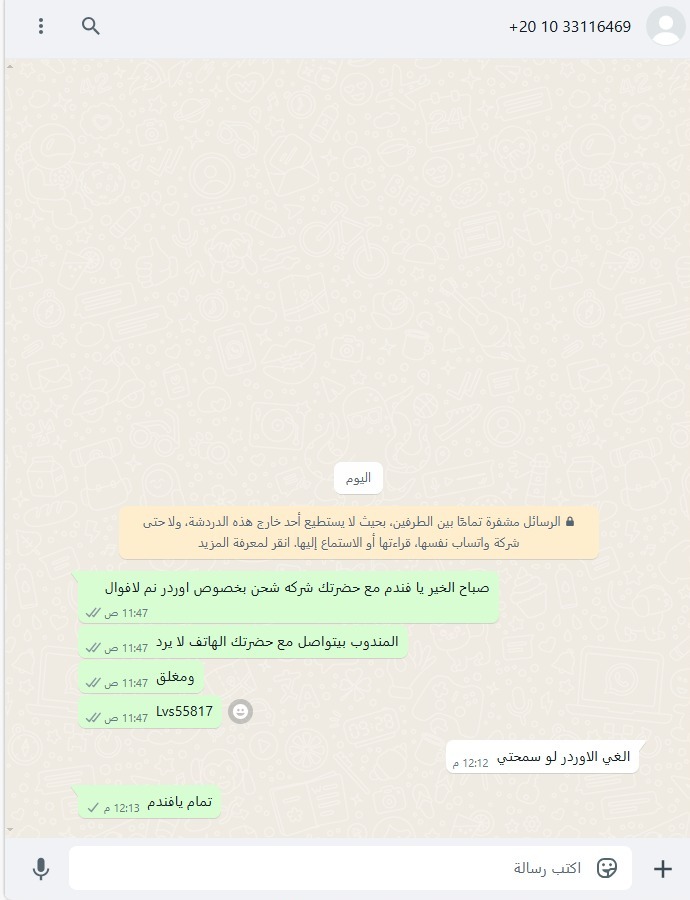 +20 10 33116469
اليوم
الرسائل مشفرة تمامًا بين الطرفين، بحيث لا يستطيع أحد خارج هذه الدردشة، ولا حتى
شركة واتساب نفسها، قراءتها أو الاستماع إليها. انقر لمعرفة المزيد
صباح الخير يا فندم مع حضرتك شركه شحن بخصوص اوردر نم لافوال
11:47 ص
المندوب بيتواصل مع حضرتك الهاتف لا يرد 11:47 ص
ومغلق 11:47 ص
Lvs55817 11:47 ص
الغي الاوردر لو سمحتي 12:12 م
تمام يافندم 12:13 م
اكتب رسالة